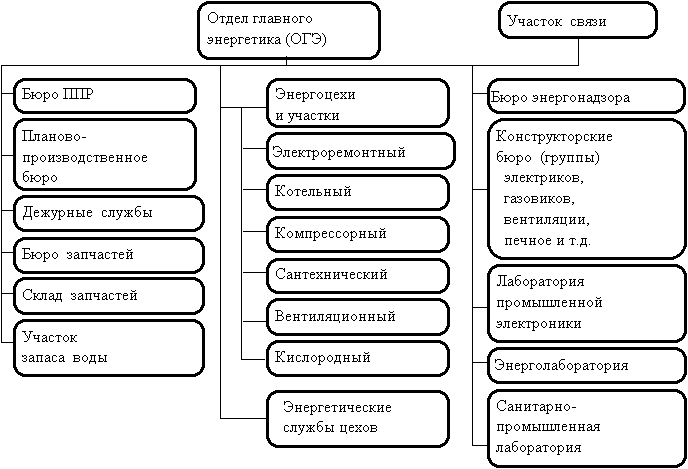 Отдел главного
энергетика (ОГЭ)
Участок связи
Бюро ППР
Планово-
производственное
бюро
Дежурные службы
Бюро запчастей
Склад запчастей
Участок
запаса воды
Энергоцехи
и участки
Электроремонтный
Котельный
Компрессорный
Сантехнический
Вентиляционный
Кислородный
Энергетические
службы цехов
Бюро энергонадзора
Конструкторские
бюро (группы)
электриков,
газовиков,
вентиляции,
печное и т.д.
Лаборатория
промышленной
электроники
Энерголаборатория
Санитарно-
промышленная
лаборатория